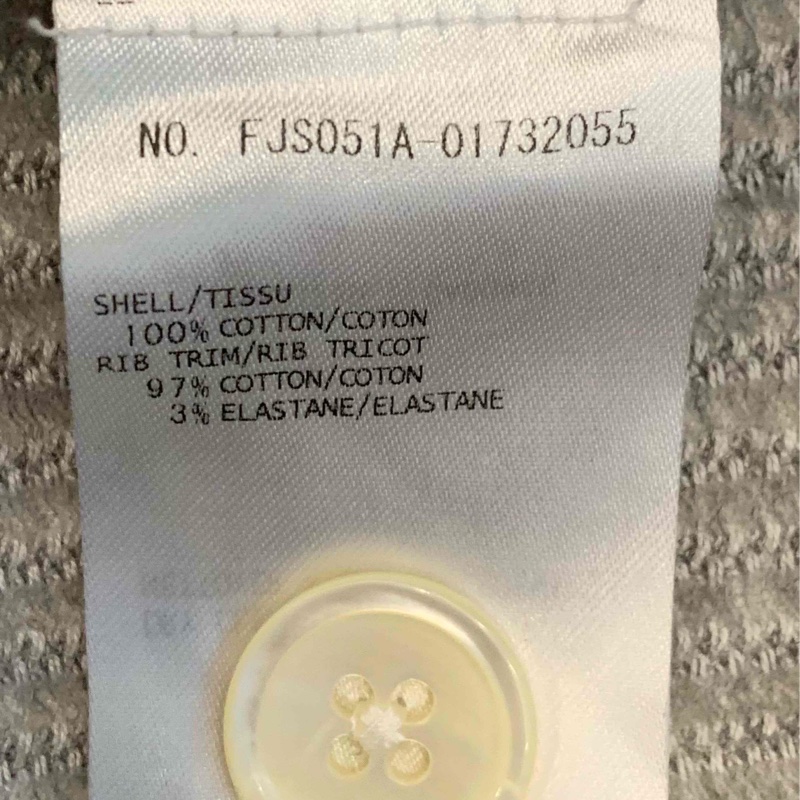 NO. FJS051A-01732055
SHELL/TISSU
100% COTTON/COTON
RIB TRIM/RIB TRICOT
97% COTTON/COTON
3% ELASTANE/ELASTANE